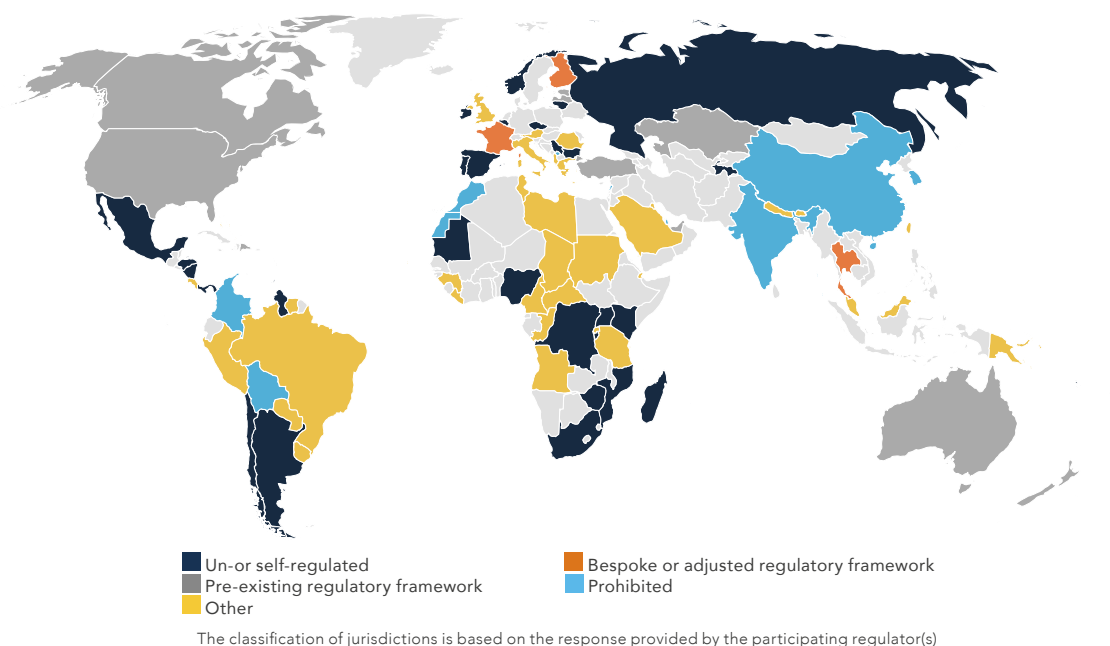 Un-or self-regulated
Pre-existing regulatory framework
Other
Bespoke or adjusted regulatory framework
Prohibited
The classification of jurisdictions is based on the response provided by the participating regulator(s)